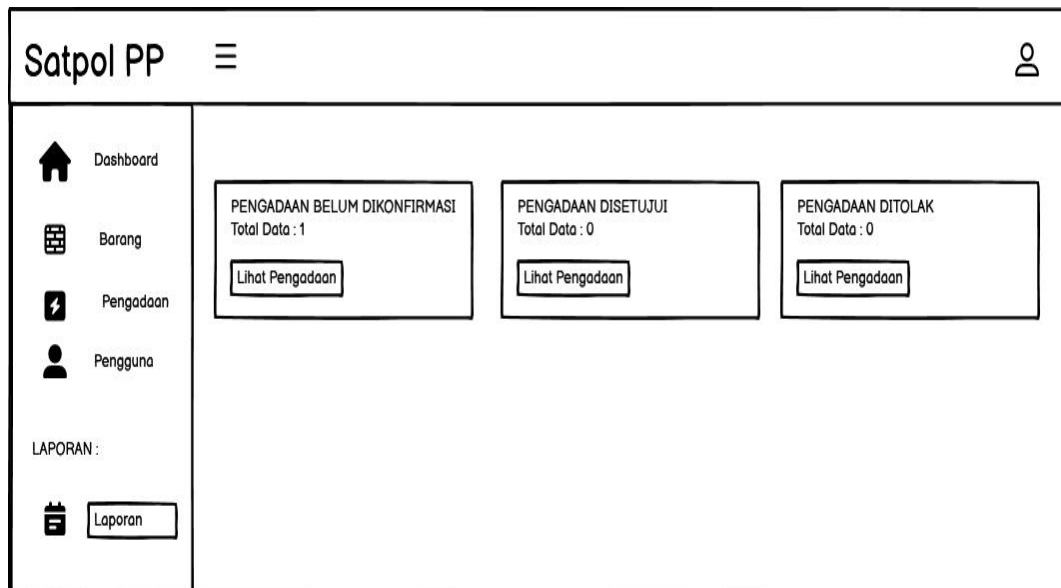 Satpol PP
Dashboard
Barang
Pengadaan
Pengguna
LAPORAN :
Laporan
PENGADAAN BELUM DIKONFIRMASI
Total Data : 1
Lihat Pengadaan
PENGADAAN DISETUJUI
Total Data : 0
Lihat Pengadaan
PENGADAAN DITOLAK
Total Data : 0
Lihat Pengadaan